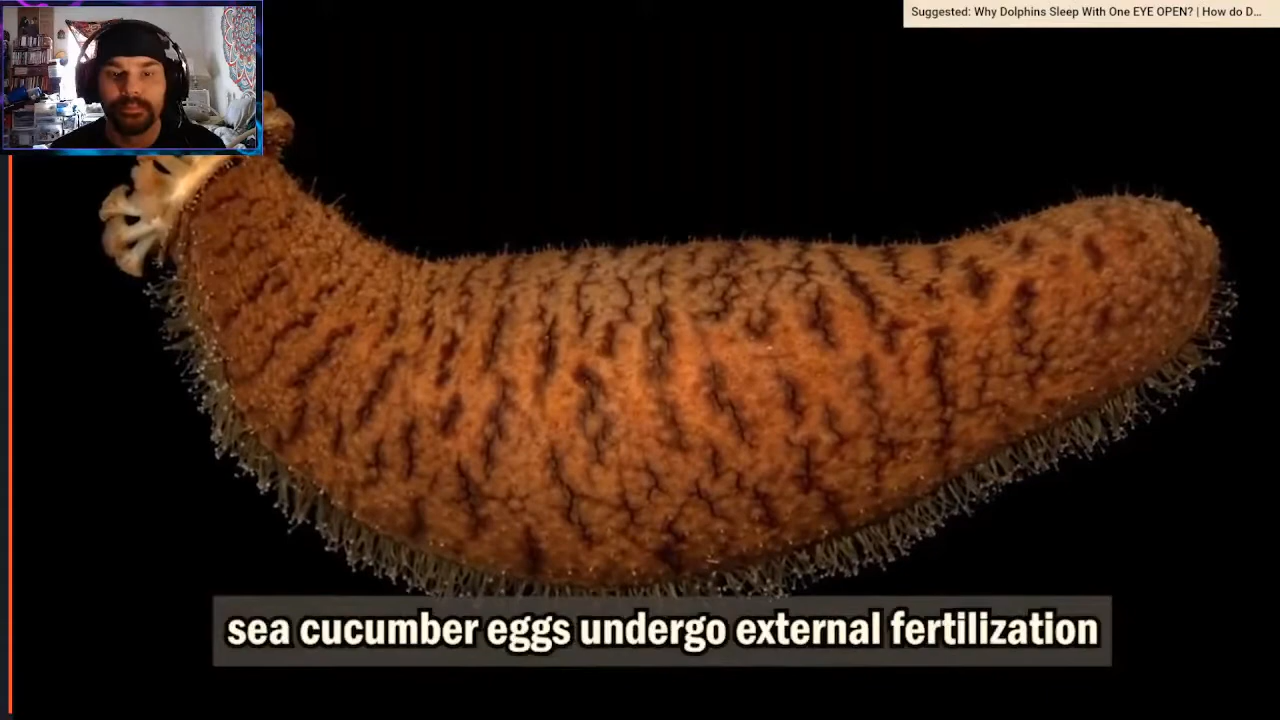 Suggested: Why Dolphins Sleep With One EYE OPEN? | How do D...
sea cucumber eggs undergo external fertilization